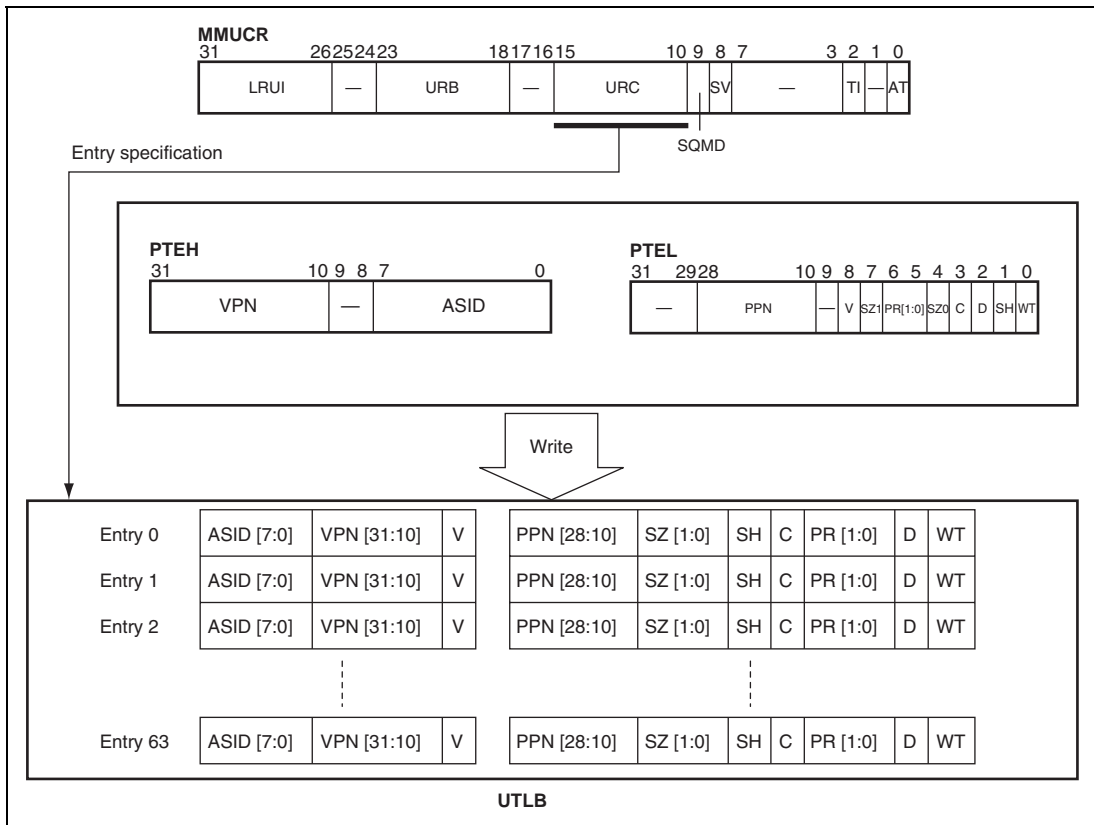 MMUCR
31 26 25 24 23 18 17 16 15 10 9 8 7 3 2 1 0
LRUI — URB — URC SV — TI — AT
SQMD
Entry specification
PTEH
31 10 9 8 7 0
VPN — ASID
PTEL
31 29 28 10 9 8 7 6 5 4 3 2 1 0
— PPN — V SZ1 PR[1:0] SZ0 C D SH WT
Write
Entry 0 ASID [7:0] VPN [31:10] V PPN [28:10] SZ [1:0] SH C PR [1:0] D WT
Entry 1 ASID [7:0] VPN [31:10] V PPN [28:10] SZ [1:0] SH C PR [1:0] D WT
Entry 2 ASID [7:0] VPN [31:10] V PPN [28:10] SZ [1:0] SH C PR [1:0] D WT
Entry 63 ASID [7:0] VPN [31:10] V PPN [28:10] SZ [1:0] SH C PR [1:0] D WT
UTLB